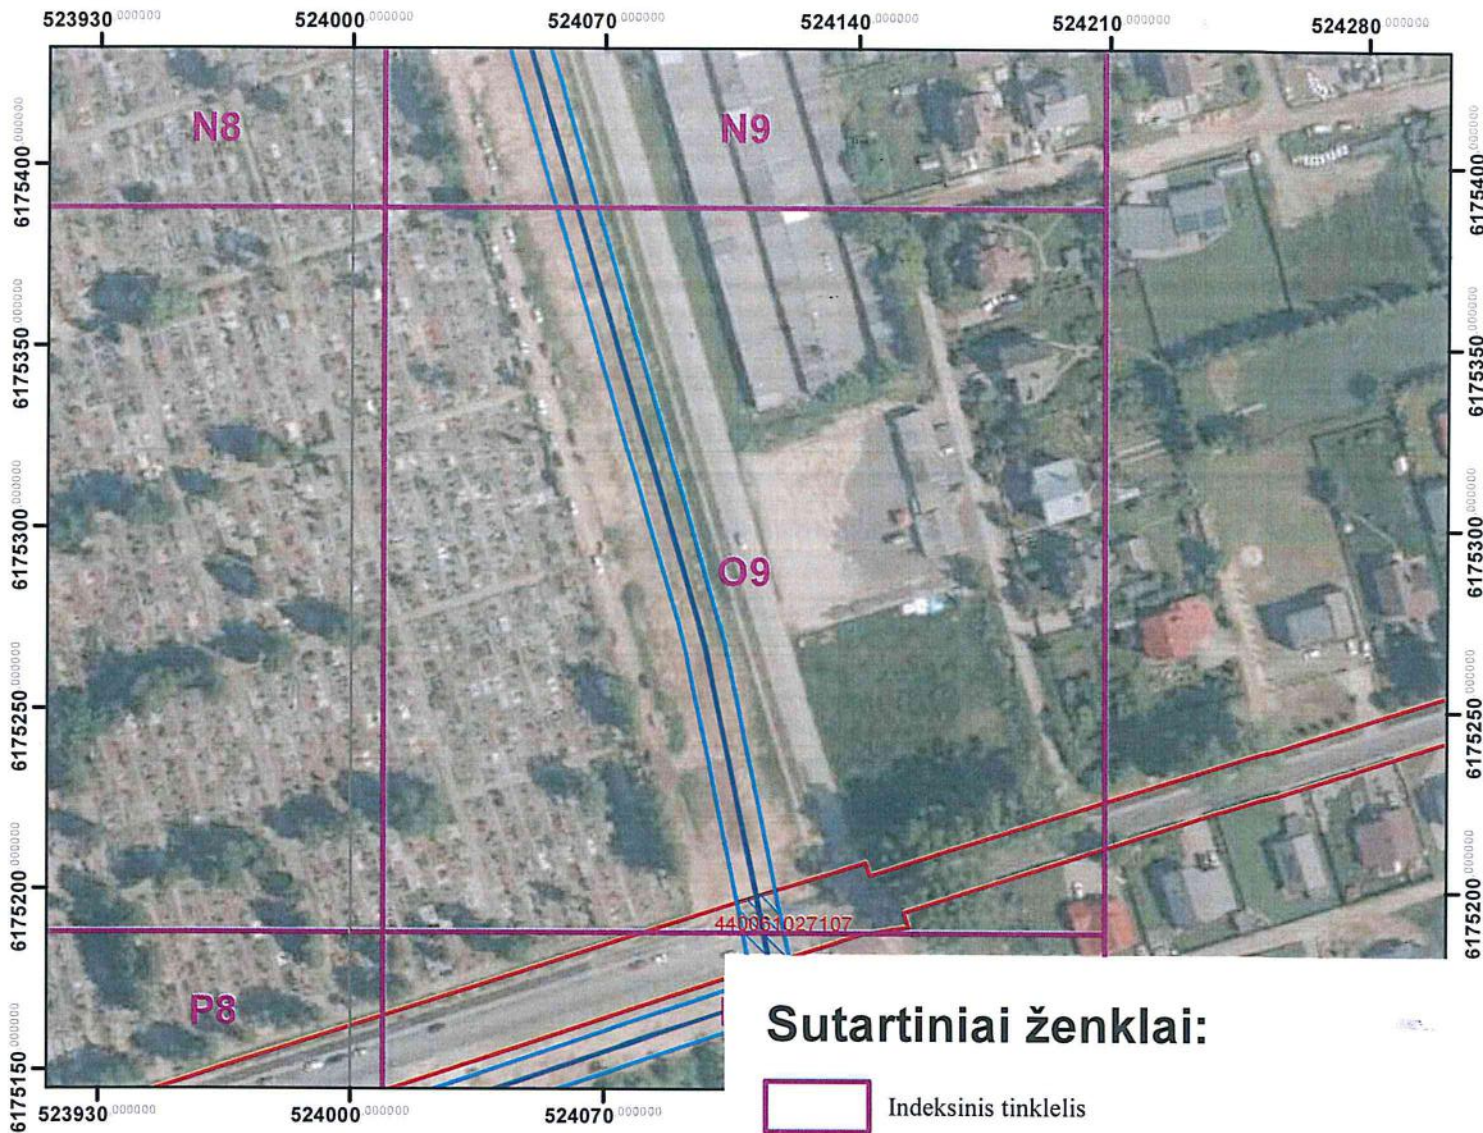 523930.000000 524000.000000 524070.000000 524140.000000 524210.000000 524280.000000
N8 N9
6175400.000000 6175400.000000
6175350.000000 6175350.000000
6175300.000000 6175300.000000
O9
6175250.000000 6175250.000000
6175200.000000 6175200.000000
440061027107
P8
6175150.000000
523930.000000 524000.000000 524070.000000
Sutartiniai ženklai:
Indeksinis tinklelis